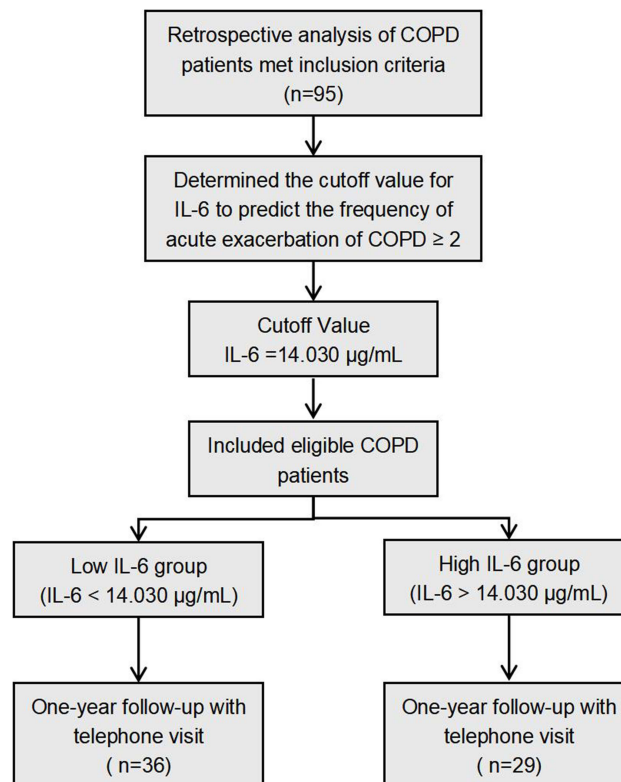 Retrospective analysis of COPD
patients met inclusion criteria
(n=95)
Determined the cutoff value for
IL-6 to predict the frequency of
acute exacerbation of COPD ≥ 2
Cutoff Value
IL-6 =14.030 µg/mL
Included eligible COPD
patients
Low IL-6 group
(IL-6 < 14.030 µg/mL)
High IL-6 group
(IL-6 > 14.030 µg/mL)
One-year follow-up with
telephone visit
( n=36)
One-year follow-up with
telephone visit
( n=29)